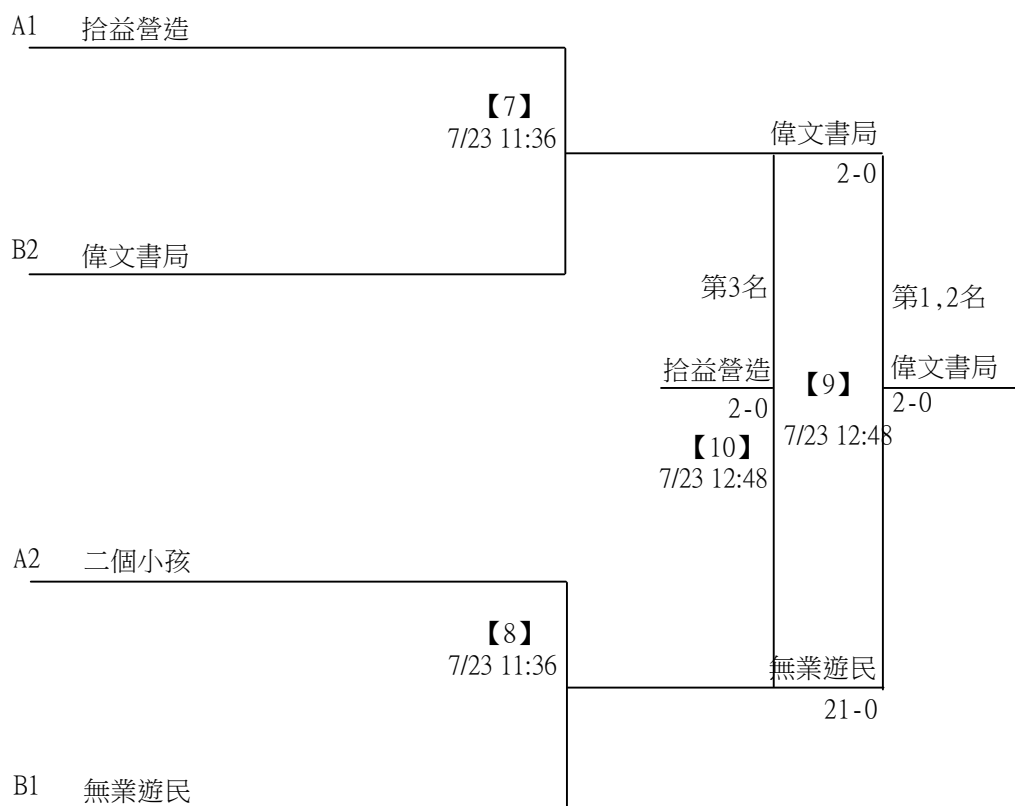 A1 拾益營造
【7】
7/23 11:36
偉文書局
2-0
B2 偉文書局
第3名
第1,2名
拾益營造
2-0
【9】
7/23 12:48
偉文書局
2-0
【10】
7/23 12:48
A2 二個小孩
【8】
7/23 11:36
無業遊民
21-0
B1 無業遊民